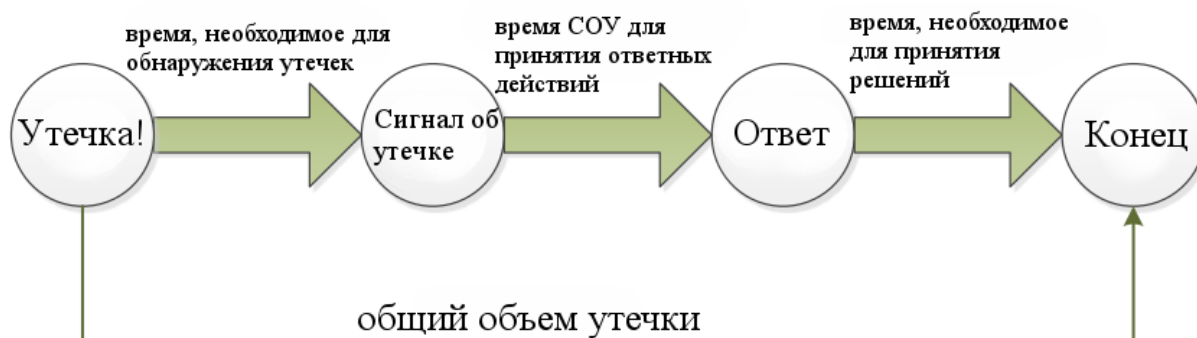 время, необходимое для
обнаружения утечек
время СОУ для
принятия ответных
действий
время, необходимое
для принятия
решений
Утечка!
Сигнал об
утечке
Ответ
Конец
общий объем утечки